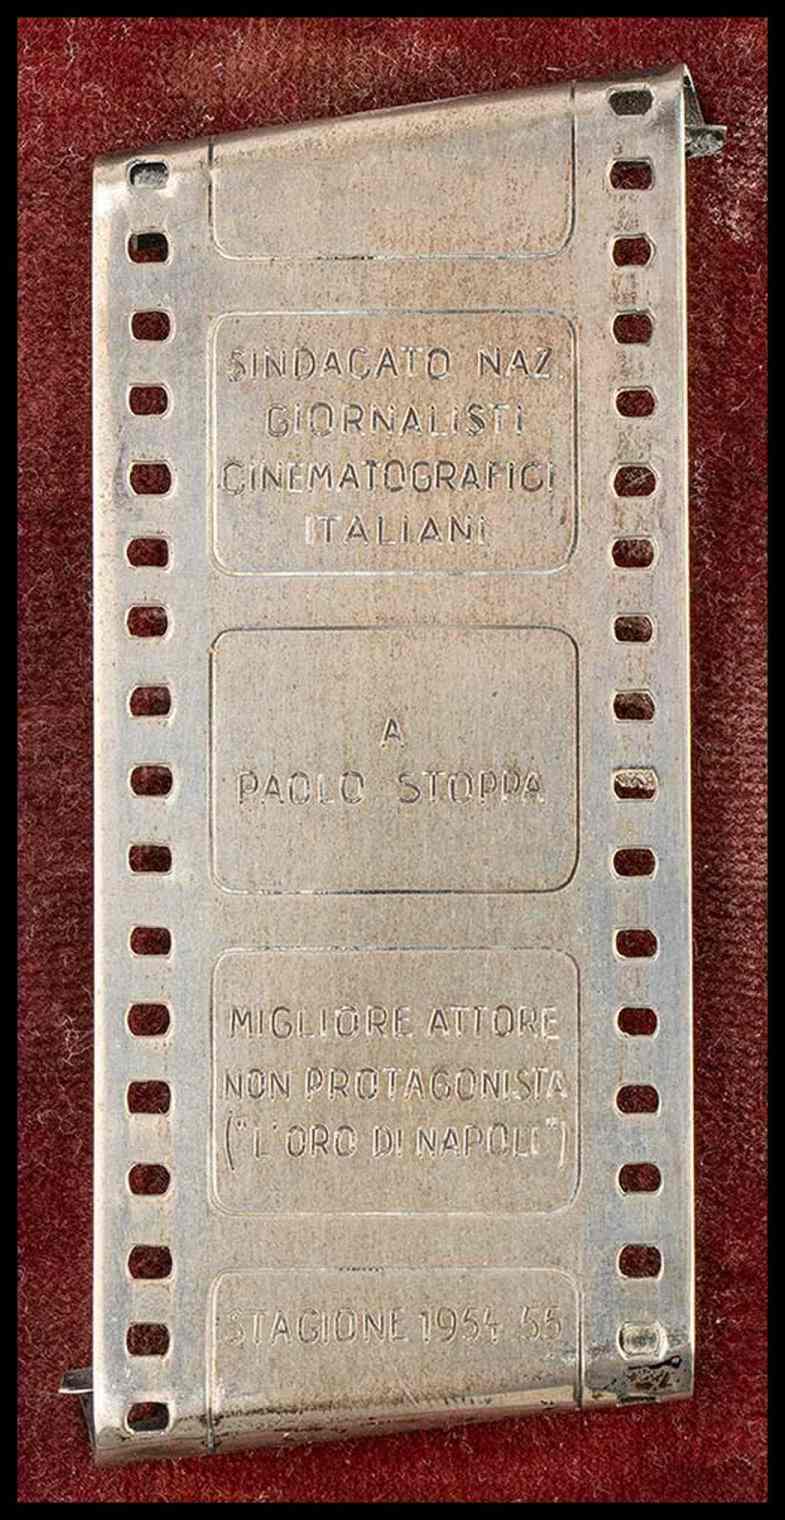 SINDACATO NAZ.
GIORNALISTI
CINEMATOGRAFICI
ITALIANI
A
PAOLO STOPPA
MIGLIORE ATTORE
NON PROTAGONISTA
("L'ORO DI NAPOLI")
STAGIONE 1954 55